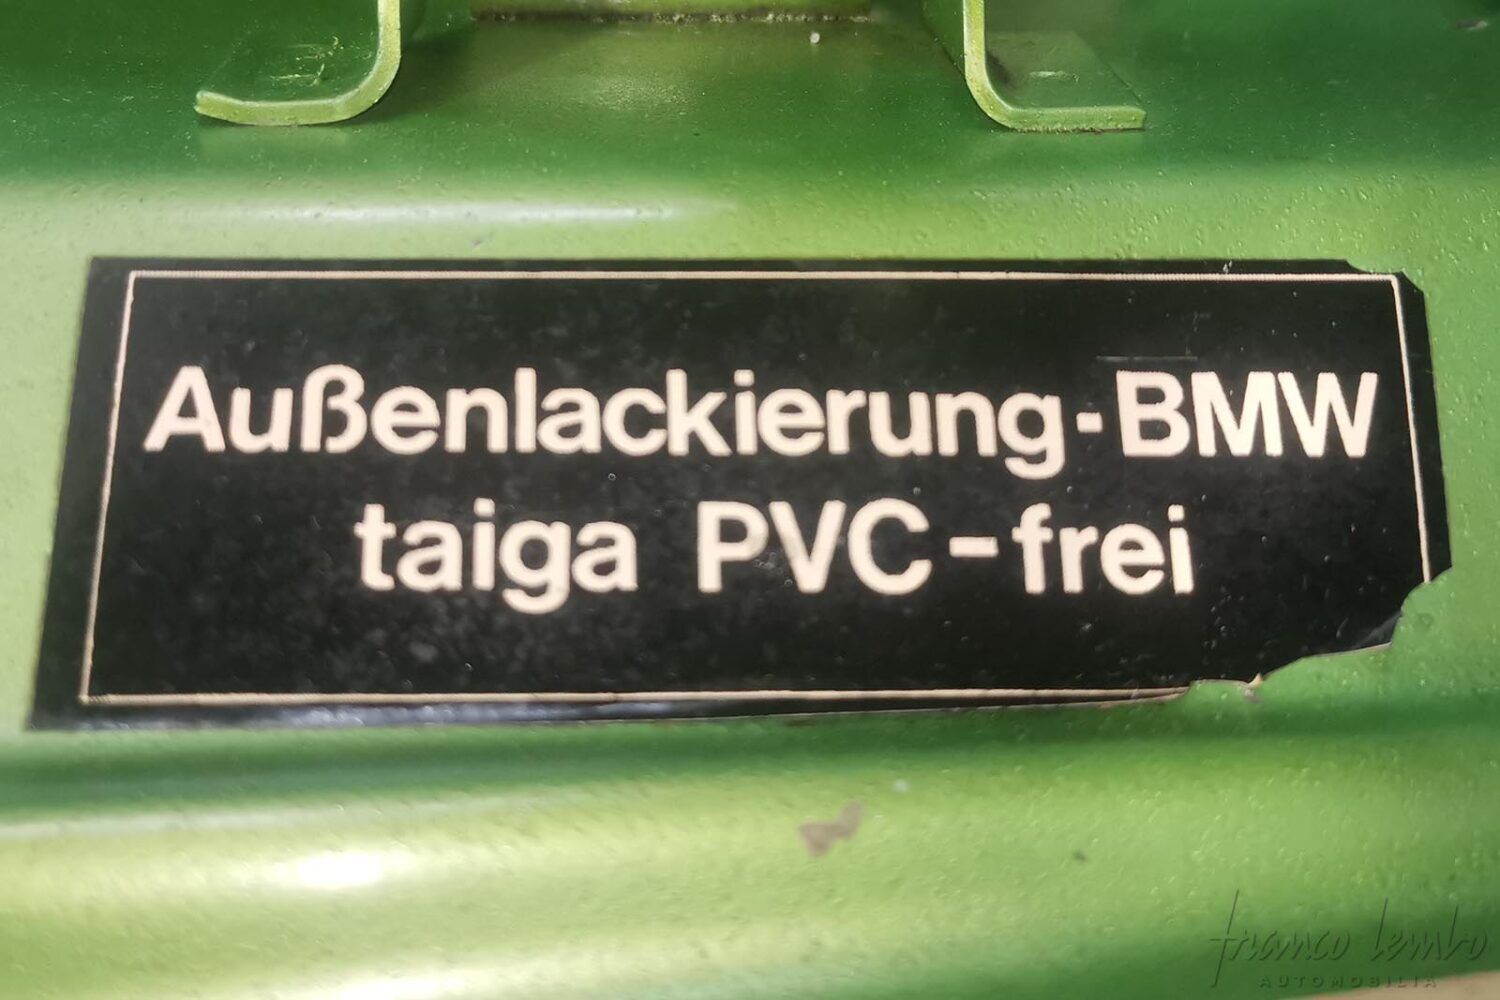 Außenlackierung-BMW
taiga PVC-frei
franco lembo
AUTOMOBILIA